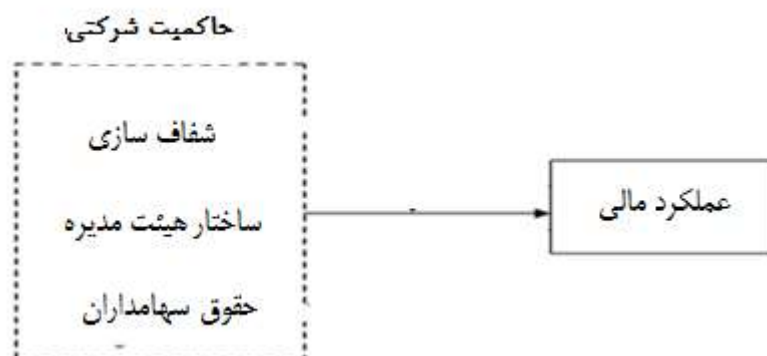 حاکمیت شرکتی
شفاف سازی
ساختار هیئت مدیره
حقوق سهامداران
عملکرد مالی